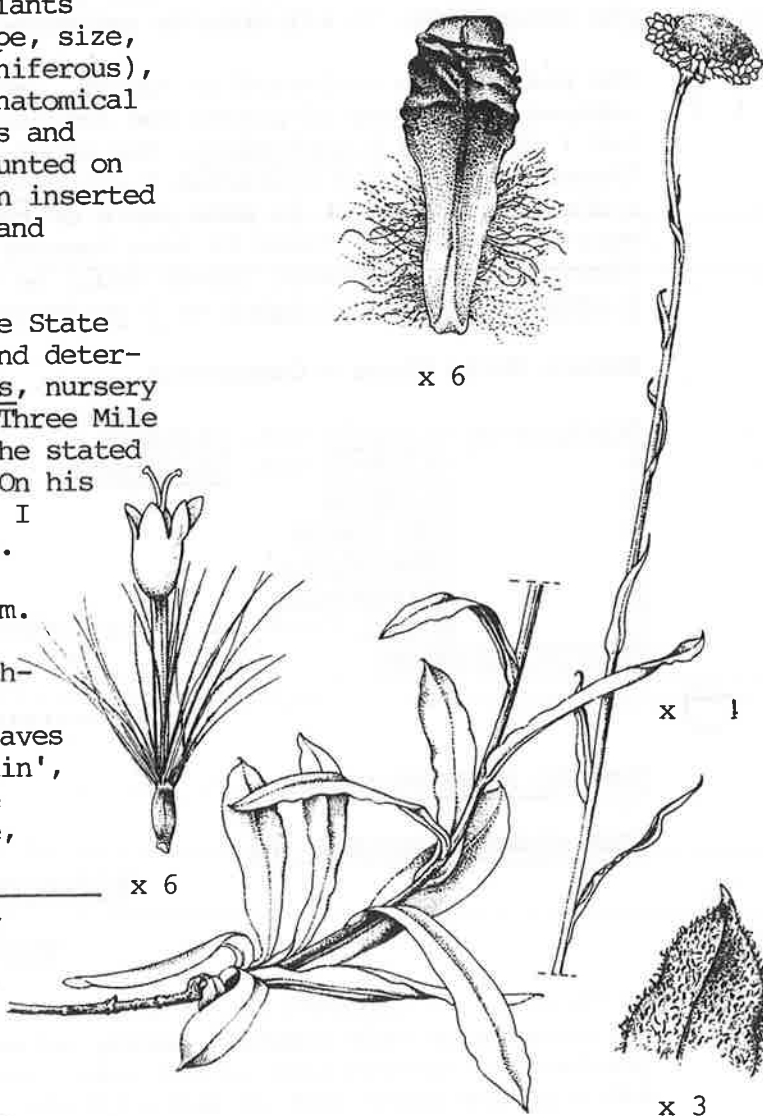 lants
pe, size,
niferous),
natomical
s and
unted on
n inserted
and
e State
nd deter-
s, nursery
Three Mile
he stated
On his
I
.
m.
h-
aves
in',
e,
x 6
x 6
x 1
x 3